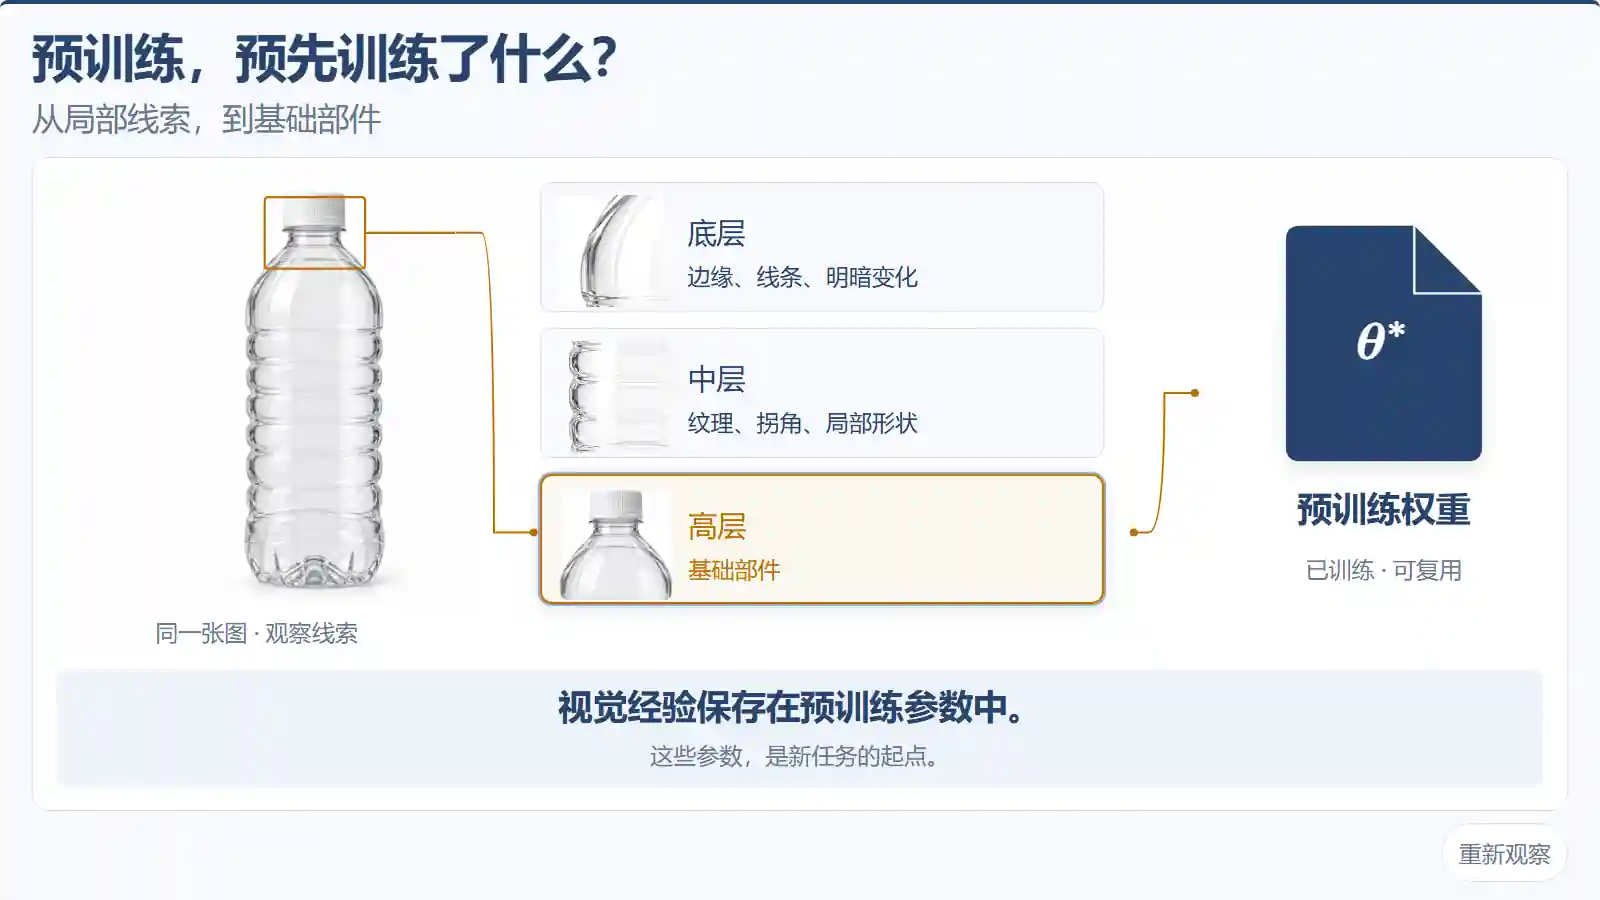 预训练，预先训练了什么？
从局部线索，到基础部件
底层
边缘、线条、明暗变化
中层
纹理、拐角、局部形状
高层
基础部件
同一张图 · 观察线索
θ*
预训练权重
已训练 · 可复用
视觉经验保存在预训练参数中。
这些参数，是新任务的起点。
重新观察